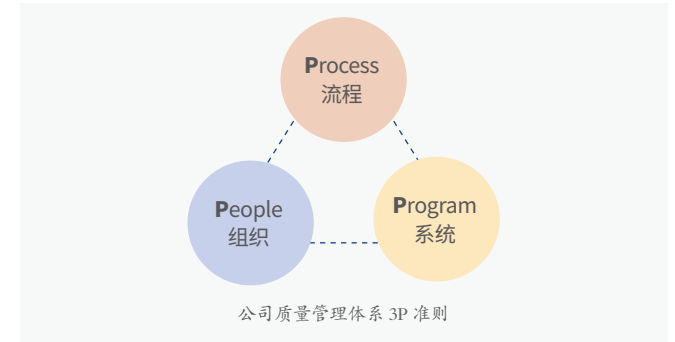 Process
流程
People
组织
Program
系统
公司质量管理体系 3P 准则